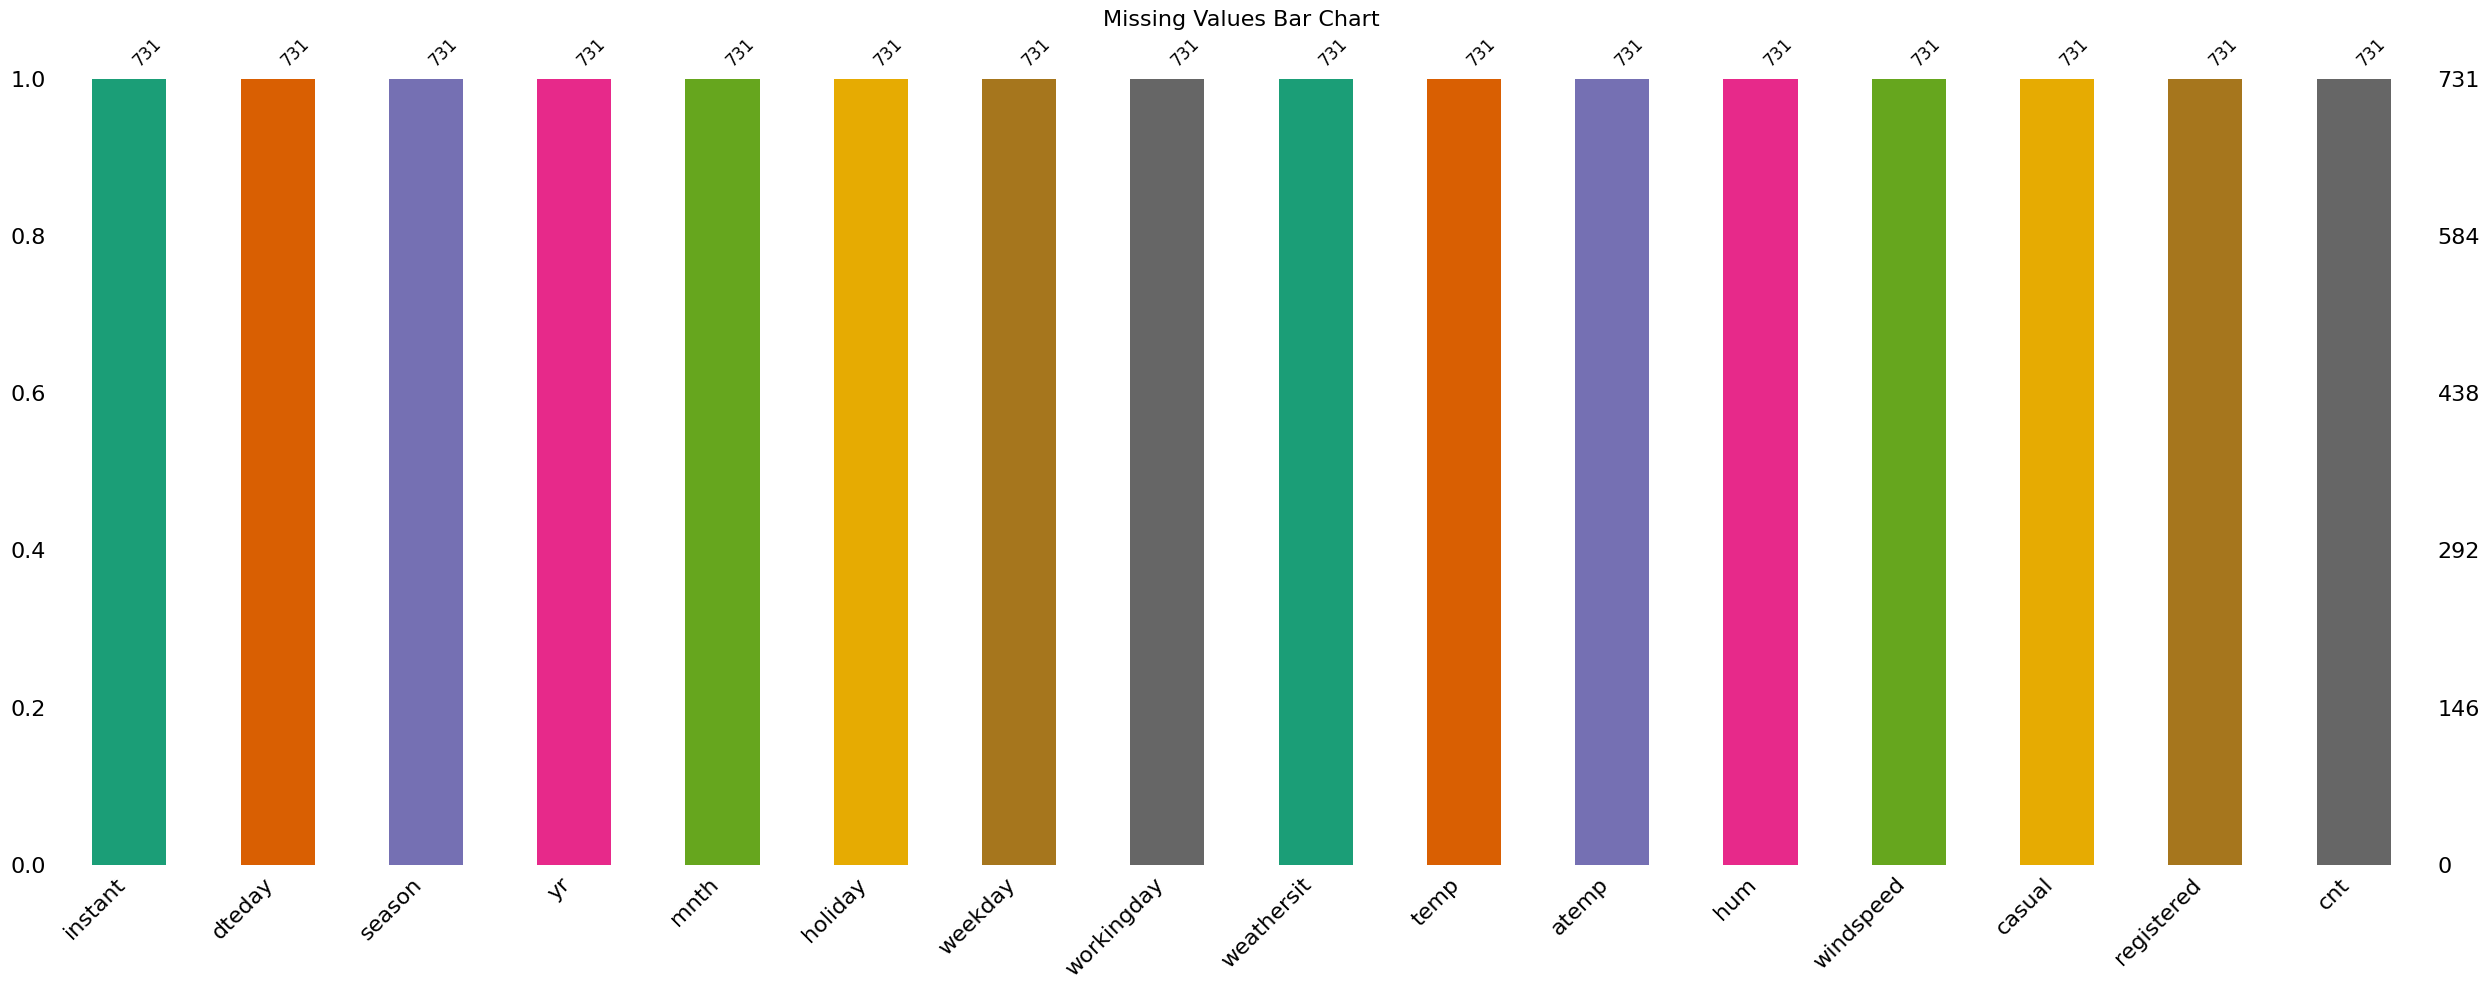 Missing Values Bar Chart
731 731 731 731 731 731 731 731 731 731 731 731 731 731 731 731
1.0 731
0.8 584
0.6 438
0.4 292
0.2 146
0.0 0
instant dteday season yr mnth holiday weekday workingday weathersit temp atemp hum windspeed casual registered cnt